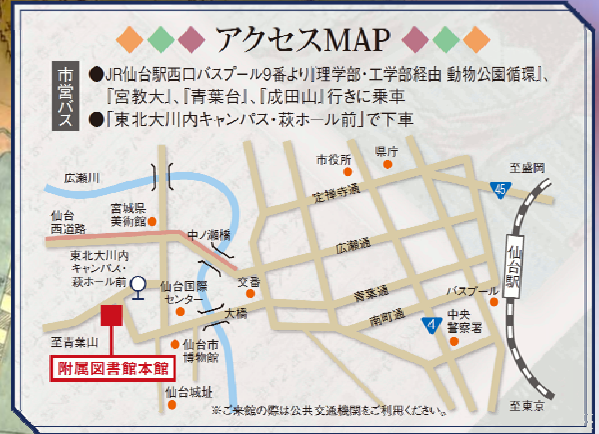 アクセスMAP
市営バス
●JR仙台駅西口バスプール9番より『理学部・工学部経由 動物公園循環』、
『宮教大』、『青葉台』、『成田山』行きに乗車
●『東北大川内キャンパス・萩ホール前』で下車
市役所
県庁
至盛岡
広瀬川
定禅寺通
45
仙台
西道路
宮城県
美術館
中ノ瀬橋
広瀬通
仙台駅
東北大川内
キャンパス・
萩ホール前
仙台国際
センター
交番
青葉通
バスプール
大橋
南町通
4
中央
警察署
至青葉山
仙台市
博物館
附属図書館本館
仙台城址
至東京
※ご来館の際は公共交通機関をご利用ください。